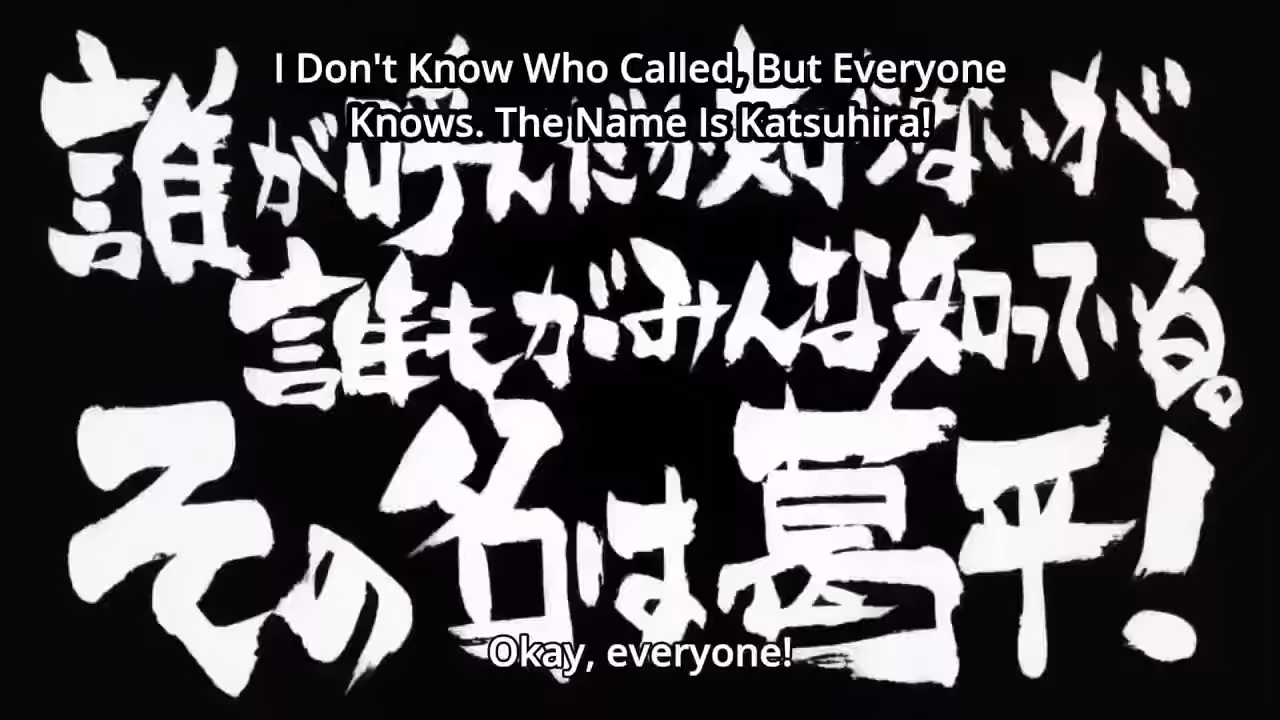 I Don't Know Who Called, But Everyone
Knows. The Name Is Katsuhira!
誰が呼んだか知らないが、
誰もがみんな知っている。
その名は葛平！
Okay, everyone!